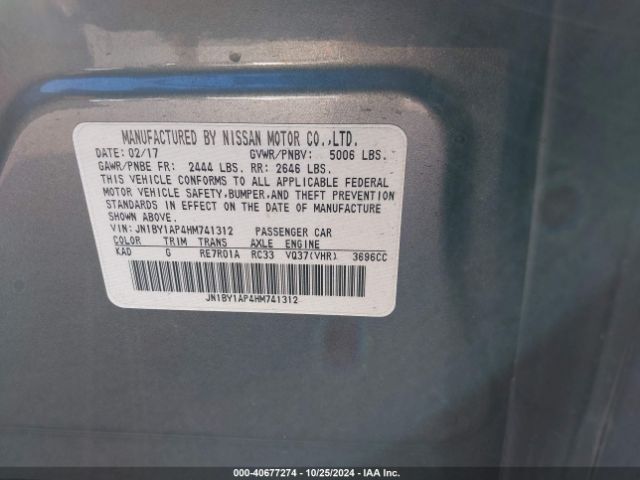 MANUFACTURED BY NISSAN MOTOR CO.,LTD.
DATE: 02/17 GVWR/PNBV: 5006 LBS.
GAWR/PNBE FR: 2444 LBS. RR: 2646 LBS.
THIS VEHICLE CONFORMS TO ALL APPLICABLE FEDERAL
MOTOR VEHICLE SAFETY, BUMPER, AND THEFT PREVENTION
STANDARDS IN EFFECT ON THE DATE OF MANUFACTURE
SHOWN ABOVE.
VIN: JN1BY1AP4HM741312 PASSENGER CAR
COLOR TRIM TRANS AXLE ENGINE
KAD G RE7R01A RC33 VQ37(VHR) 3696CC
JN1BY1AP4HM741312
000-40677274 | 10/25/2024 | IAAI.com